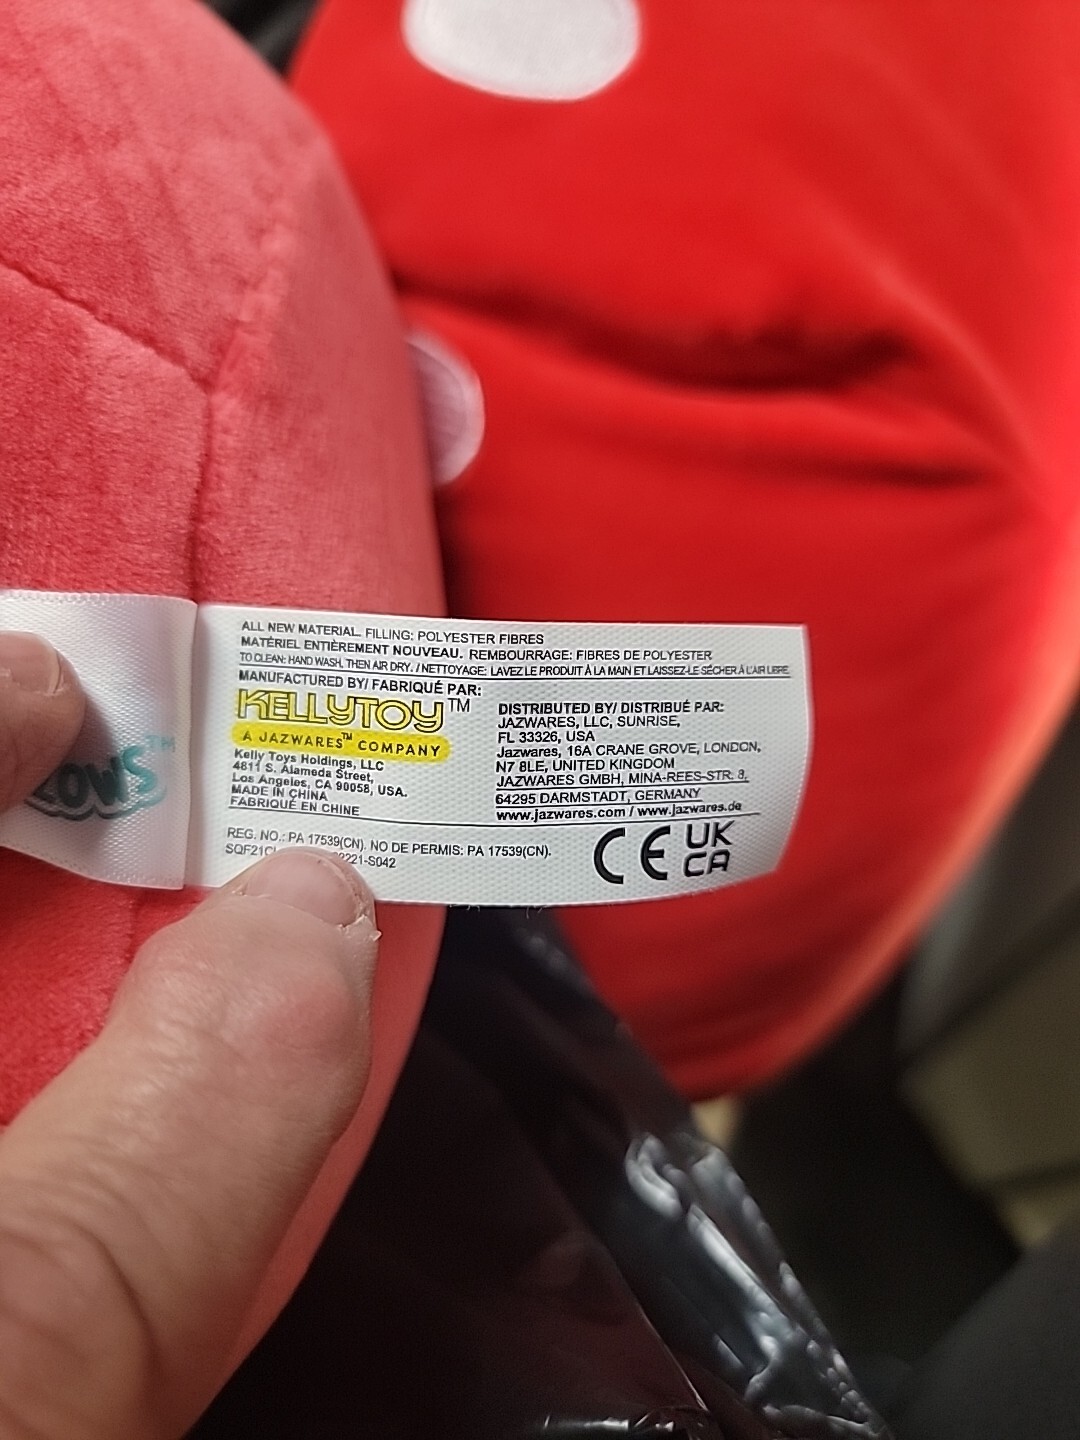 ALL NEW MATERIAL. FILLING: POLYESTER FIBRES
MATÉRIEL ENTIÈREMENT NOUVEAU. REMBOURRAGE: FIBRES DE POLYESTER
TO CLEAN: HAND WASH, THEN AIR DRY. / NETTOYAGE: LAVEZ LE PRODUIT À LA MAIN ET LAISSEZ-LE SÉCHER À L'AIR LIBRE.
MANUFACTURED BY/ FABRIQUÉ PAR:
KELLYTOY™
A JAZWARES™ COMPANY
Kelly Toys Holdings, LLC
4811 S. Alameda Street,
Los Angeles, CA 90058, USA.
MADE IN CHINA
FABRIQUÉ EN CHINE
DISTRIBUTED BY/ DISTRIBUÉ PAR:
JAZWARES, LLC, SUNRISE,
FL 33326, USA
Jazwares, 16A CRANE GROVE, LONDON,
N7 8LE, UNITED KINGDOM
JAZWARES GMBH, MINA-REES-STR. 8,
64295 DARMSTADT, GERMANY
www.jazwares.com / www.jazwares.de
REG. NO.: PA 17539(CN). NO DE PERMIS: PA 17539(CN).
CE
UK
CA